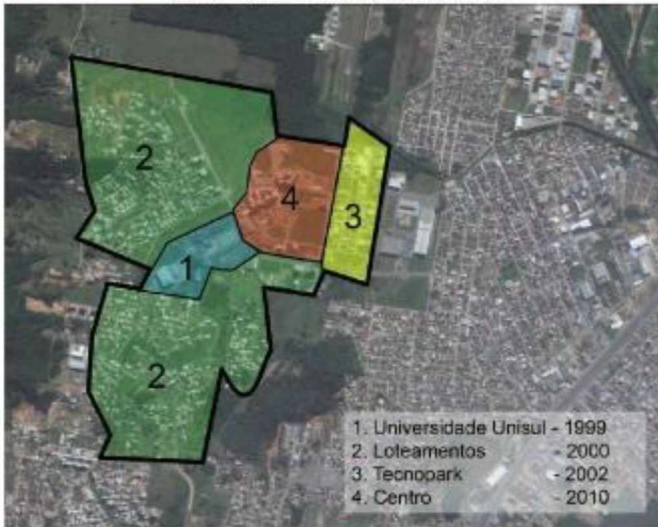 2
4
3
1
2
1. Universidade Unisul - 1999
2. Loteamentos - 2000
3. Tecnopark - 2002
4. Centro - 2010